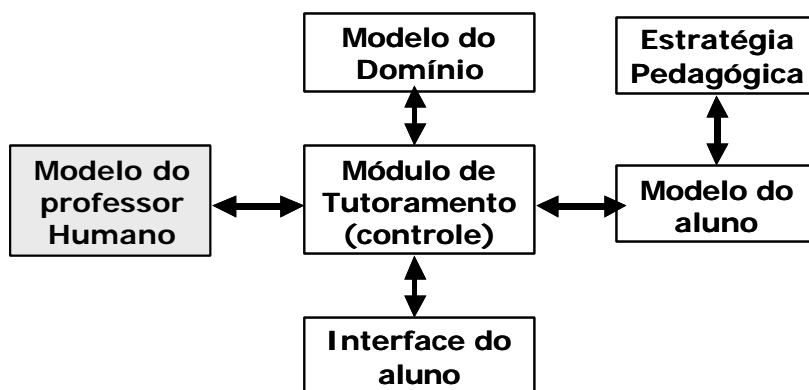 Modelo do
Domínio
Estratégia
Pedagógica
Modelo do
professor
Humano
Módulo de
Tutoramento
(controle)
Modelo do
aluno
Interface do
aluno